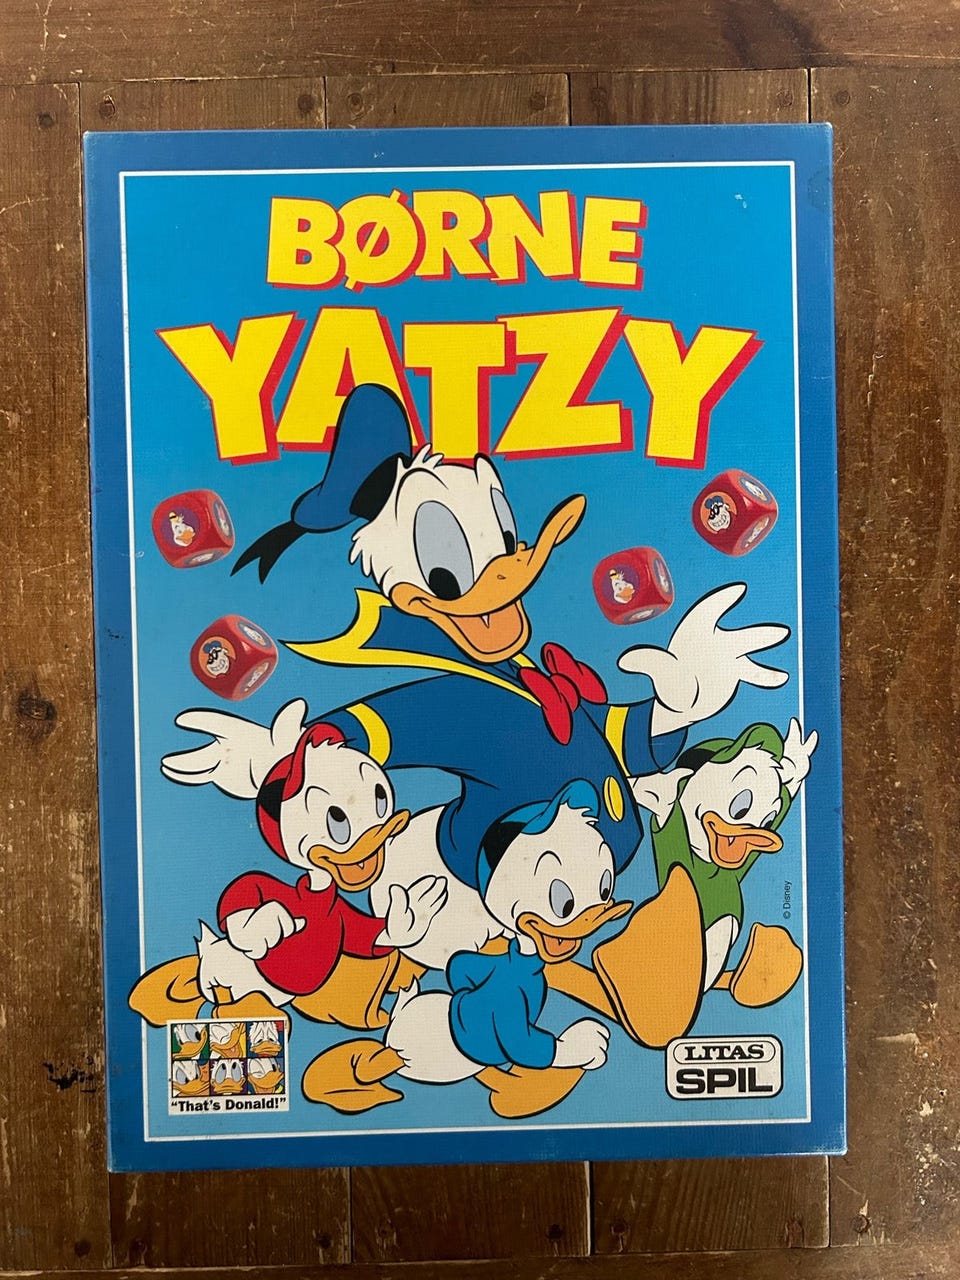 BØRNE
YATZY
© Disney
"That's Donald!"
LITAS
SPIL